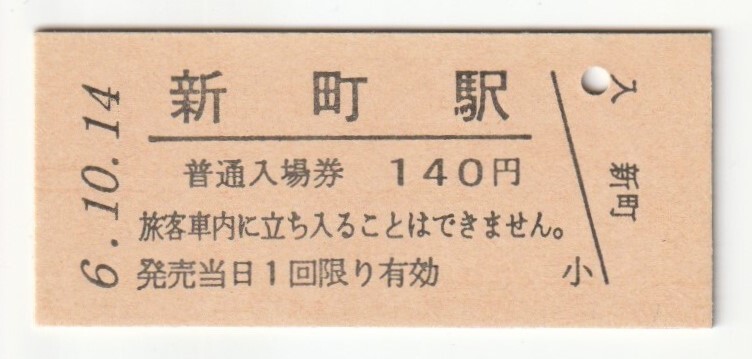 6.10.14
新町駅
普通入場券 140円
旅客車内に立ち入ることはできません。
発売当日1回限り有効
小
入 新町